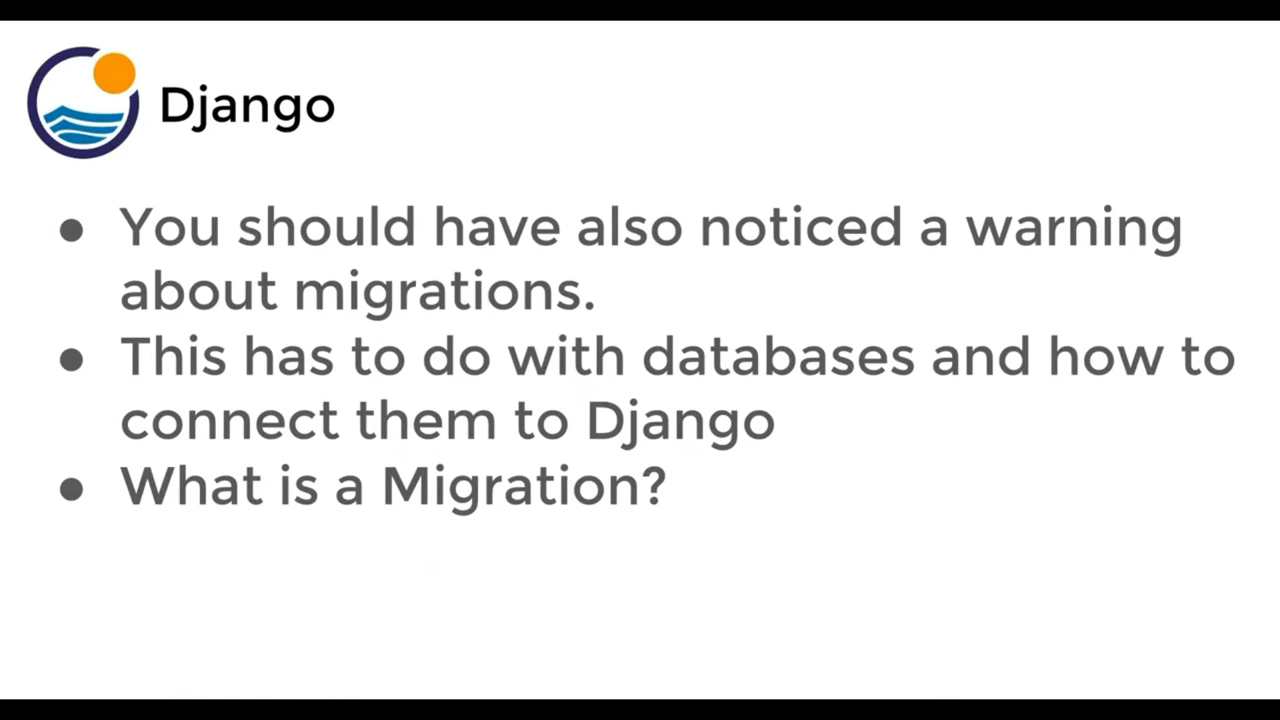 Django
● You should have also noticed a warning
about migrations.
● This has to do with databases and how to
connect them to Django
● What is a Migration?